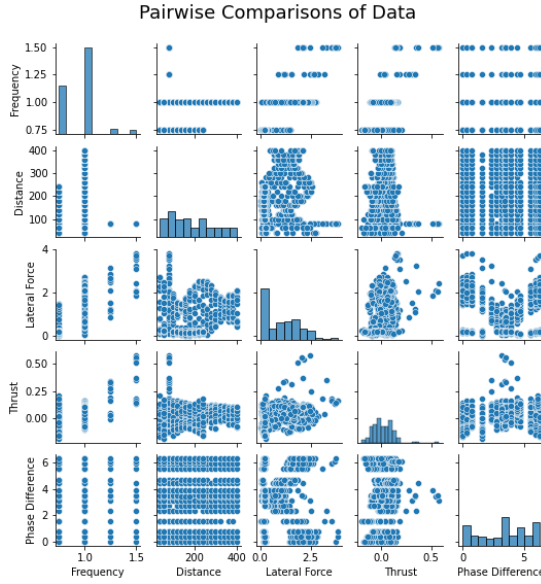 Pairwise Comparisons of Data
1.50
1.25
1.00
0.75
Frequency
400
300
200
100
Distance
4
2
0
Lateral Force
0.50
0.25
0.00
Thrust
6
4
2
0
Phase Difference
1.0 1.5
Frequency
200 400
Distance
0.0 2.5
Lateral Force
0.0 0.5
Thrust
0 5
Phase Difference